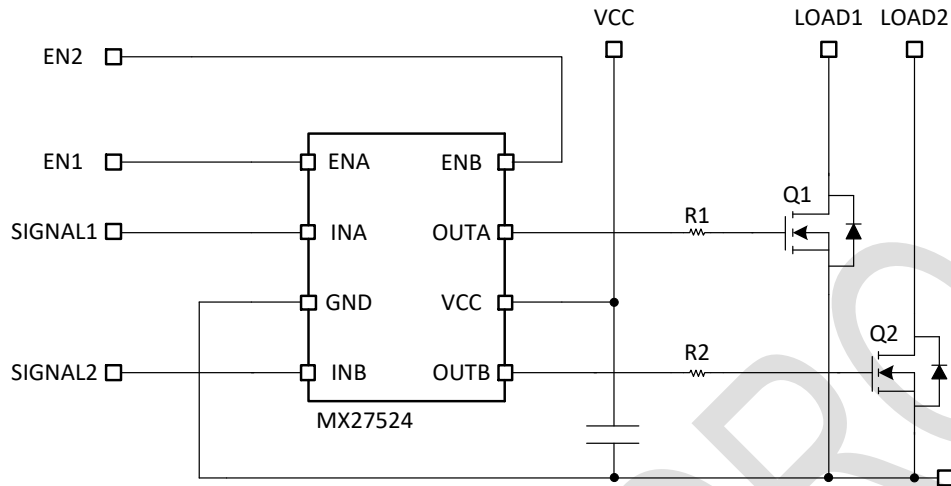 VCC LOAD1 LOAD2
EN2
EN1 ENA ENB
Q1
R1
SIGNAL1 INA OUTA
GND VCC
Q2
R2
SIGNAL2 INB OUTB
MX27524